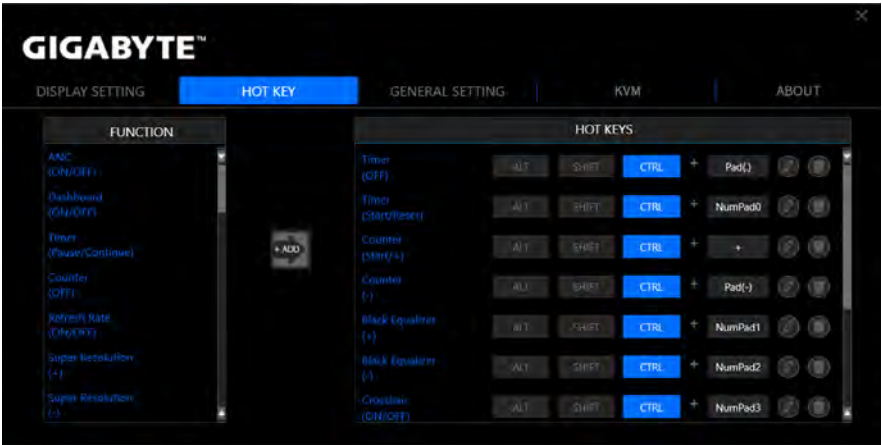 GIGABYTE™
DISPLAY SETTING HOT KEY GENERAL SETTING KVM ABOUT
FUNCTION
ANC
(ON/OFF)
Dashboard
(ON/OFF)
Timer
(Pause/Continue)
Counter
(OFF)
Refresh Rate
(ON/OFF)
Super Resolution
(+)
Super Resolution
(-)
+ ADD
HOT KEYS
Timer
(OFF) ALT SHIFT CTRL + Pad(.)
Timer
(Start/Reset) ALT SHIFT CTRL + NumPad0
Counter
(Start/+) ALT SHIFT CTRL + +
Counter
(-) ALT SHIFT CTRL + Pad(-)
Black Equalizer
(+) ALT SHIFT CTRL + NumPad1
Black Equalizer
(-) ALT SHIFT CTRL + NumPad2
Crosshair
(ON/OFF) ALT SHIFT CTRL + NumPad3